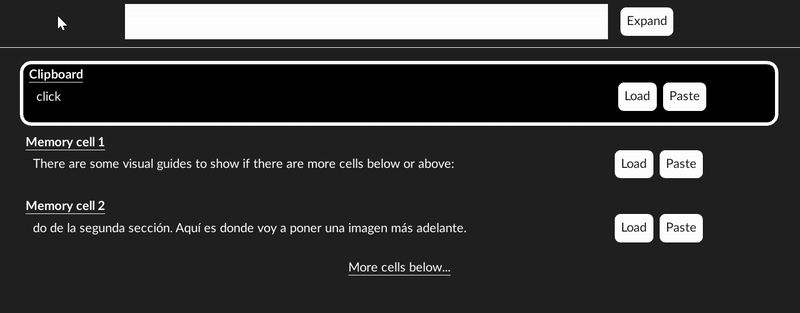 Expand
Clipboard
click
Load Paste
Memory cell 1
There are some visual guides to show if there are more cells below or above:
Load Paste
Memory cell 2
do de la segunda sección. Aquí es donde voy a poner una imagen más adelante.
Load Paste
More cells below...